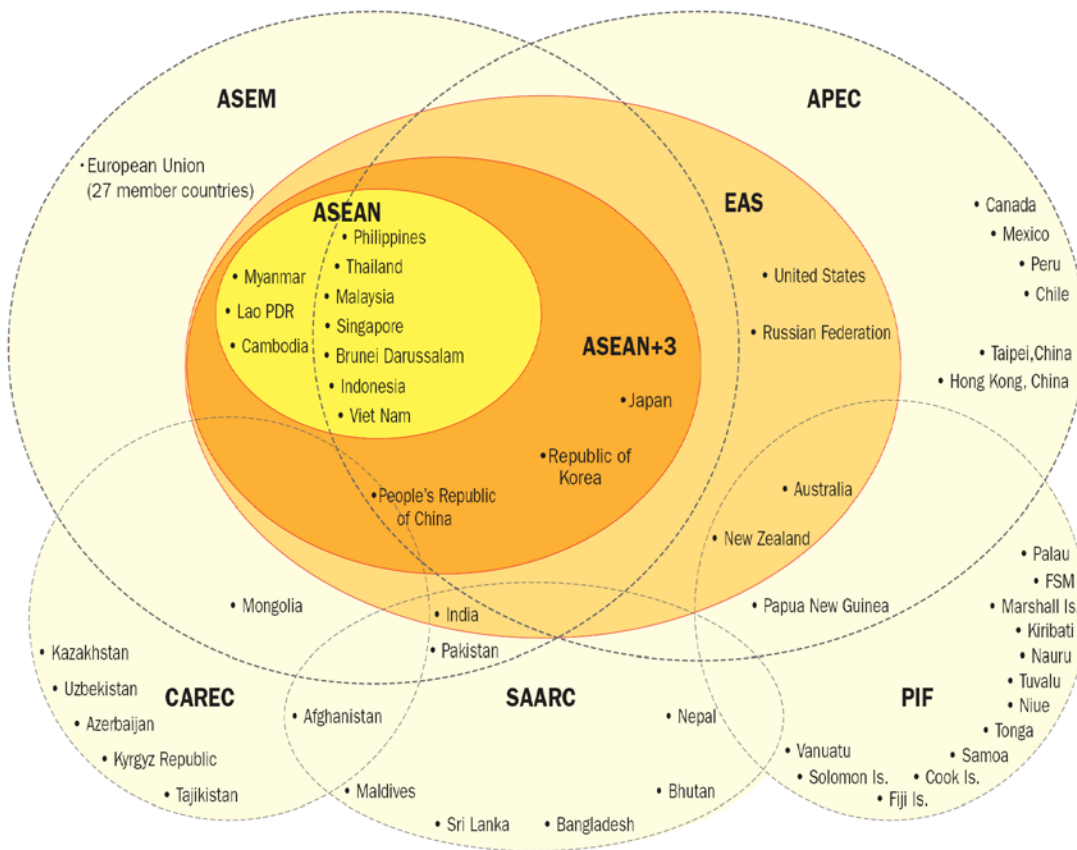 ASEM
APEC
· European Union
(27 member countries)
ASEAN
EAS
• Philippines
• Thailand
• Myanmar
• Malaysia
• Lao PDR
• Singapore
• Cambodia
• Brunei Darussalam
• Indonesia
• Viet Nam
ASEAN+3
• Japan
• Republic of
Korea
• People's Republic
of China
• United States
• Russian Federation
• Canada
• Mexico
• Peru
• Chile
• Taipei,China
• Hong Kong, China
• Australia
• New Zealand
• Papua New Guinea
• Mongolia
• India
• Pakistan
• Kazakhstan
• Uzbekistan
• Azerbaijan
• Kyrgyz Republic
• Tajikistan
CAREC
• Afghanistan
SAARC
• Nepal
• Maldives
• Bhutan
• Sri Lanka
• Bangladesh
PIF
• Palau
• FSM
• Marshall Is.
• Kiribati
• Nauru
• Tuvalu
• Niue
• Tonga
• Samoa
• Cook Is.
• Vanuatu
• Solomon Is.
• Fiji Is.